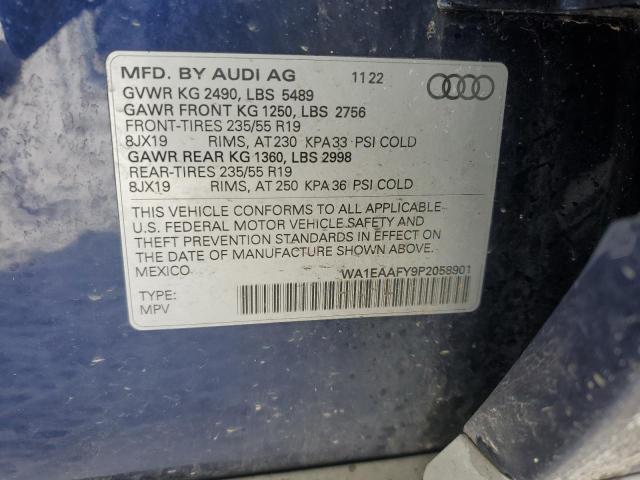 MFD. BY AUDI AG 11 22
GVWR KG 2490, LBS 5489
GAWR FRONT KG 1250, LBS 2756
FRONT-TIRES 235/55 R19
8JX19 RIMS, AT 230 KPA 33 PSI COLD
GAWR REAR KG 1360, LBS 2998
REAR-TIRES 235/55 R19
8JX19 RIMS, AT 250 KPA 36 PSI COLD
THIS VEHICLE CONFORMS TO ALL APPLICABLE
U.S. FEDERAL MOTOR VEHICLE SAFETY AND
THEFT PREVENTION STANDARDS IN EFFECT ON
THE DATE OF MANUFACTURE SHOWN ABOVE.
MEXICO WA1EAAFY9P2058901
TYPE:
MPV